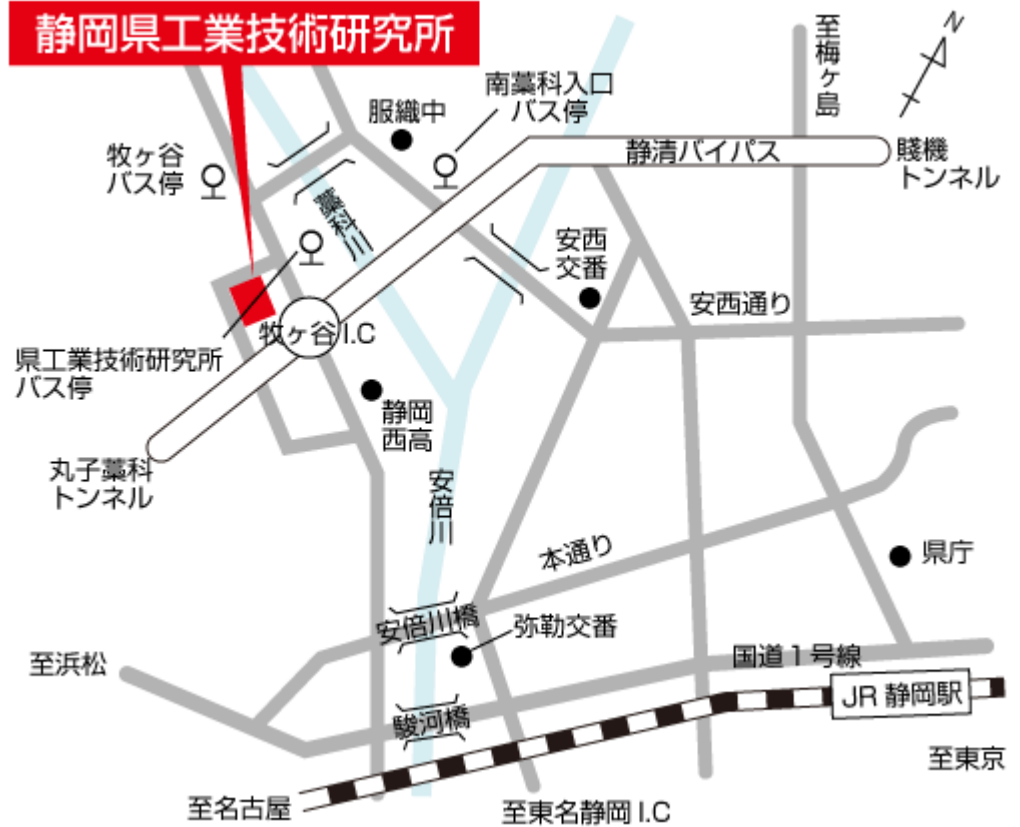 静岡県工業技術研究所
N
至梅ヶ島
南藁科入口
バス停
服織中
牧ヶ谷
バス停
静清バイパス
賤機
トンネル
藁科川
安西
交番
安西通り
牧ヶ谷I.C
県工業技術研究所
バス停
静岡
西高
丸子藁科
トンネル
安倍川
本通り
県庁
安倍川橋
弥勒交番
至浜松
国道1号線
JR 静岡駅
駿河橋
至東京
至名古屋
至東名静岡I.C